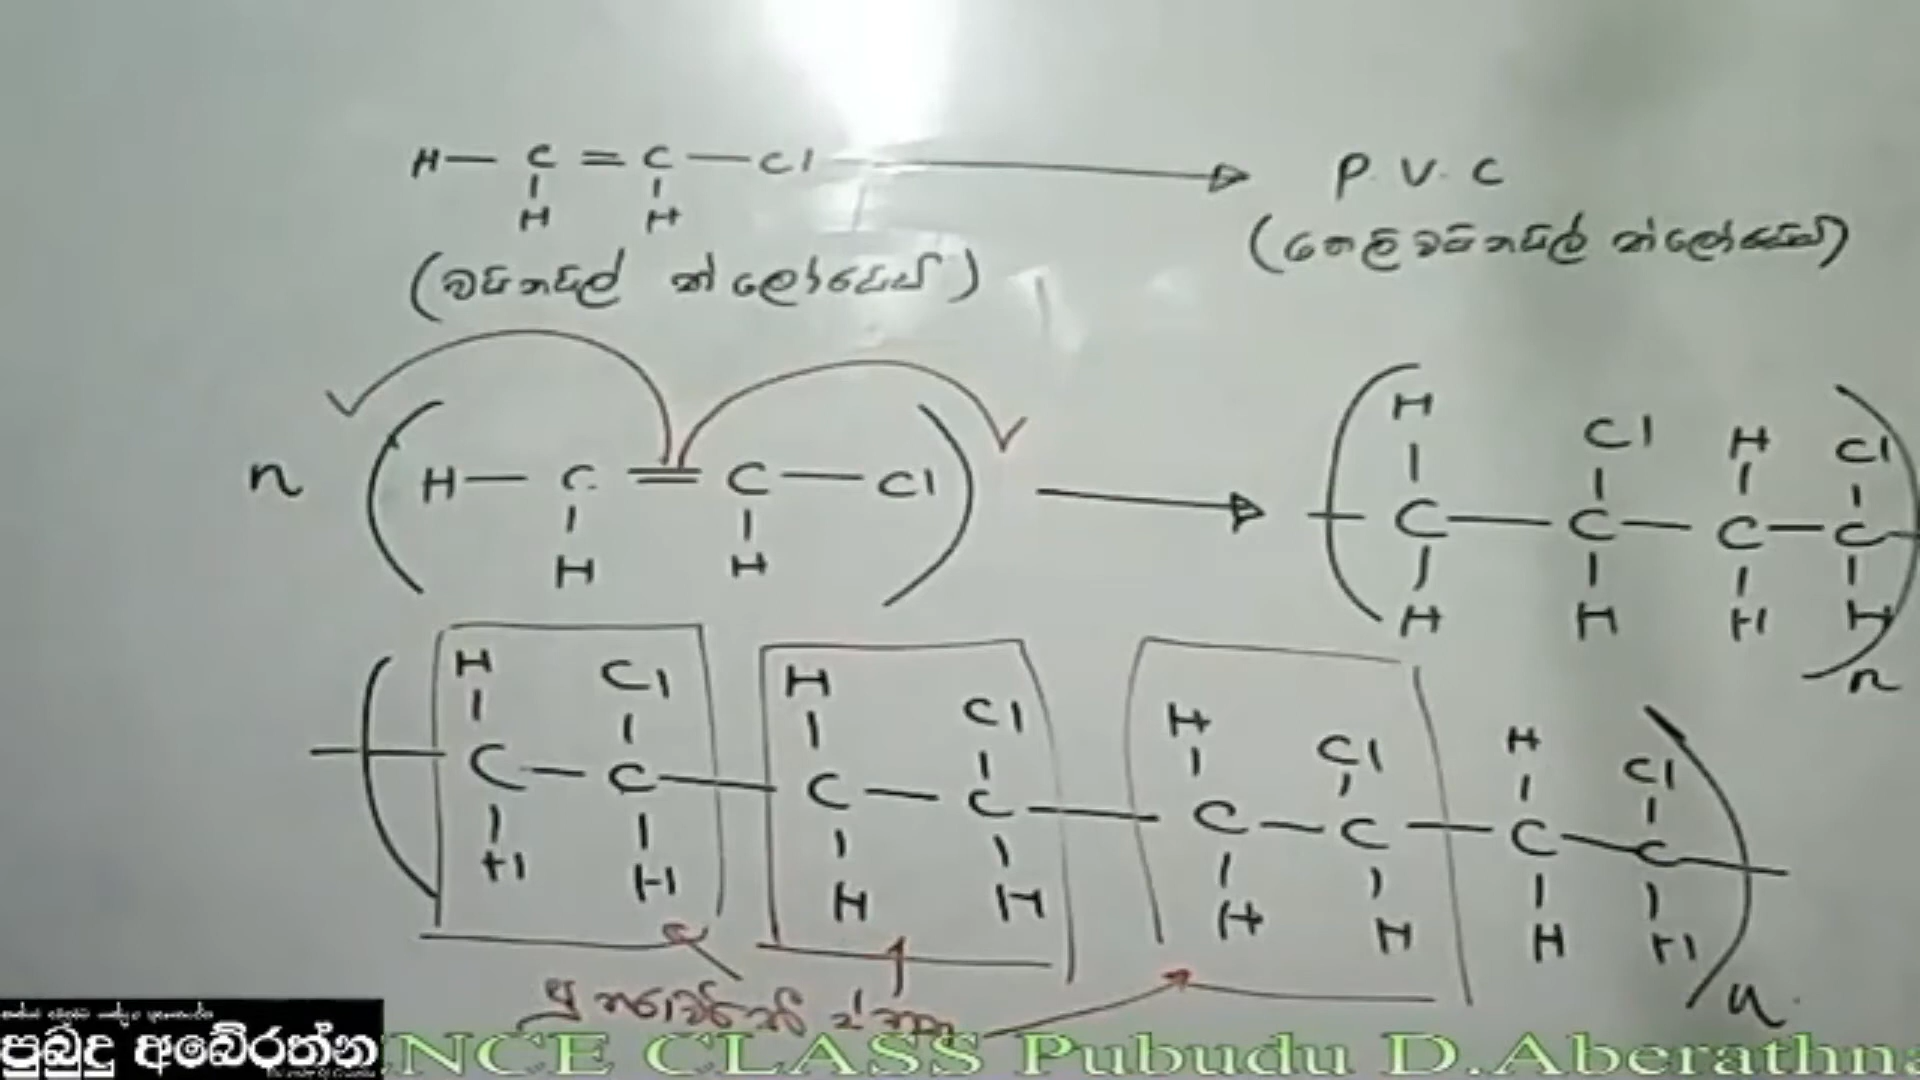 H — C = C — Cl → P. V. C
H H
(වයිනයිල් ක්ලෝරයිඩ්) (පොලිවයිනයිල් ක්ලෝරයිඩ්)
H Cl H Cl
n ( H — C = C — Cl ) → ( — C — C — C — C — )
H H H H H H n
H Cl H Cl H Cl H Cl
— ( C — C — C — C — C — C — C — C ) —
H H H H H H H H n
පුනරාවර්තී ඒකක
පුබුදු අබේරත්න
NCE CLASS Pubudu D.Aberathna